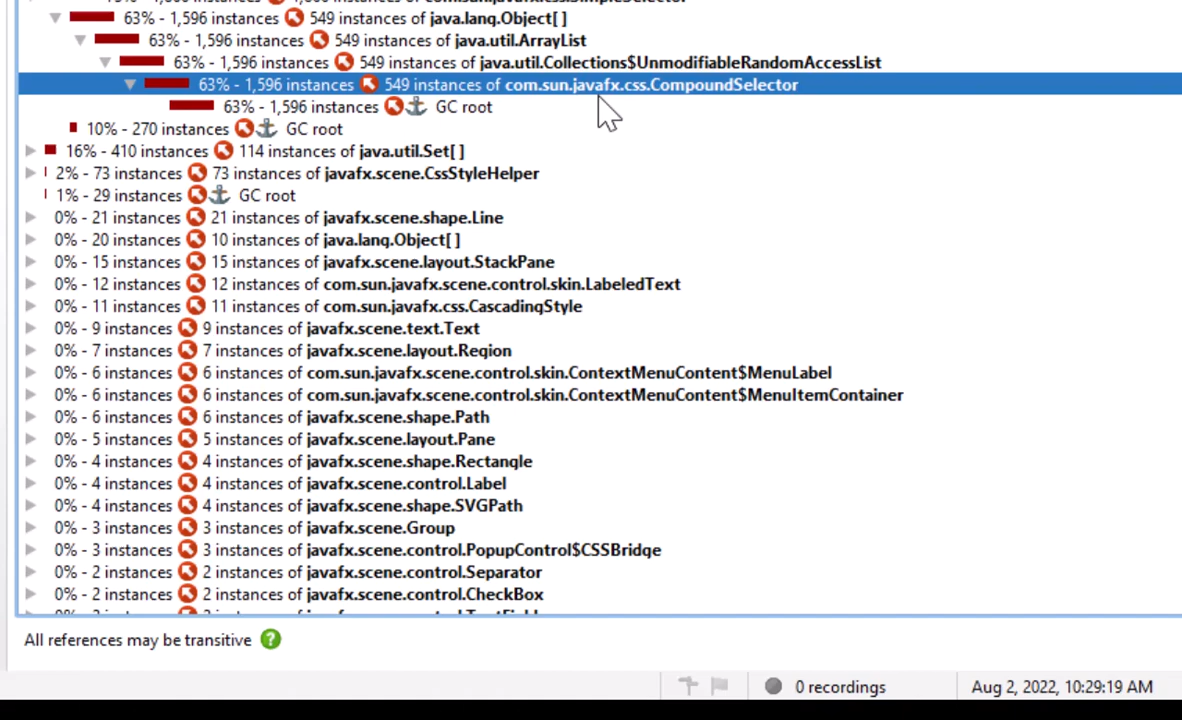 63% - 1,596 instances 549 instances of java.lang.Object[ ]
63% - 1,596 instances 549 instances of java.util.ArrayList
63% - 1,596 instances 549 instances of java.util.Collections$UnmodifiableRandomAccessList
63% - 1,596 instances 549 instances of com.sun.javafx.css.CompoundSelector
63% - 1,596 instances GC root
10% - 270 instances GC root
16% - 410 instances 114 instances of java.util.Set[ ]
2% - 73 instances 73 instances of javafx.scene.CssStyleHelper
1% - 29 instances GC root
0% - 21 instances 21 instances of javafx.scene.shape.Line
0% - 20 instances 10 instances of java.lang.Object[ ]
0% - 15 instances 15 instances of javafx.scene.layout.StackPane
0% - 12 instances 12 instances of com.sun.javafx.scene.control.skin.LabeledText
0% - 11 instances 11 instances of com.sun.javafx.css.CascadingStyle
0% - 9 instances 9 instances of javafx.scene.text.Text
0% - 7 instances 7 instances of javafx.scene.layout.Region
0% - 6 instances 6 instances of com.sun.javafx.scene.control.skin.ContextMenuContent$MenuLabel
0% - 6 instances 6 instances of com.sun.javafx.scene.control.skin.ContextMenuContent$MenuItemContainer
0% - 6 instances 6 instances of javafx.scene.shape.Path
0% - 5 instances 5 instances of javafx.scene.layout.Pane
0% - 4 instances 4 instances of javafx.scene.shape.Rectangle
0% - 4 instances 4 instances of javafx.scene.control.Label
0% - 4 instances 4 instances of javafx.scene.shape.SVGPath
0% - 3 instances 3 instances of javafx.scene.Group
0% - 3 instances 3 instances of javafx.scene.control.PopupControl$CSSBridge
0% - 2 instances 2 instances of javafx.scene.control.Separator
0% - 2 instances 2 instances of javafx.scene.control.CheckBox
All references may be transitive ?
0 recordings
Aug 2, 2022, 10:29:19 AM